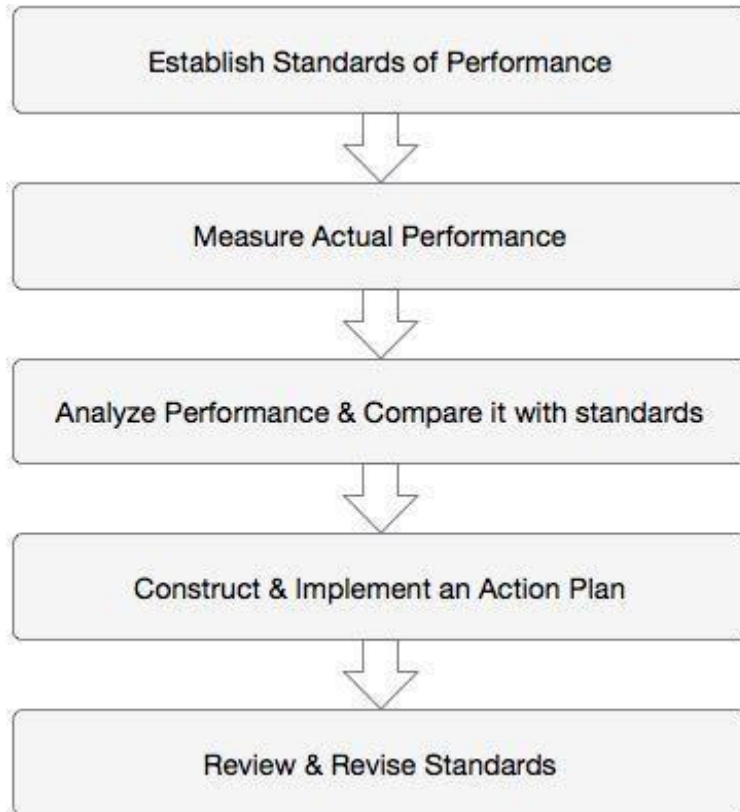 Establish Standards of Performance
Measure Actual Performance
Analyze Performance & Compare it with standards
Construct & Implement an Action Plan
Review & Revise Standards